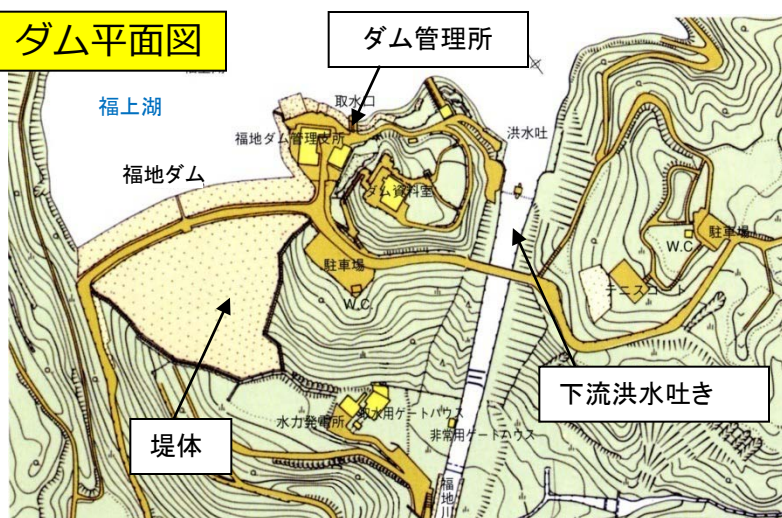 ダム平面図
ダム管理所
福上湖
取水口
洪水吐
福地ダム管理支所
福地ダム
ダム資料室
駐車場
W.C
駐車場
W.C
テニスコート
下流洪水吐き
堤体
水力発電所
取水用ゲートハウス
非常用ゲートハウス
福地川